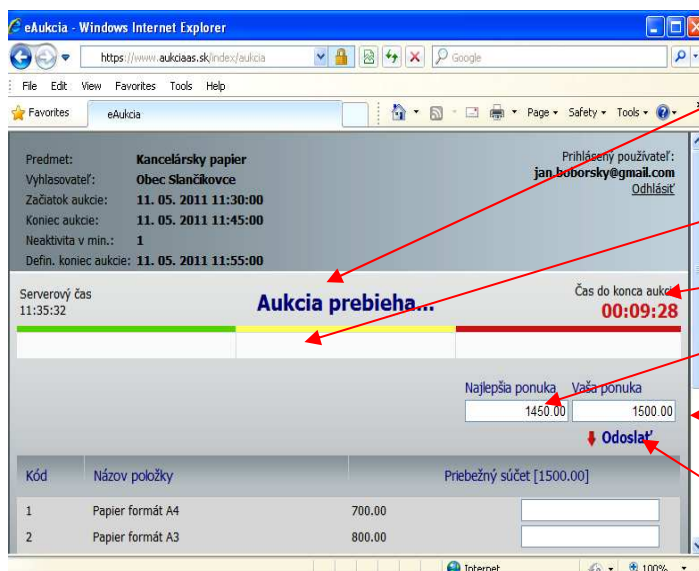 eAukcia - Windows Internet Explorer
https://www.aukciaas.sk/index/aukcia
Google
File Edit View Favorites Tools Help
Favorites eAukcia Page Safety Tools
Predmet: Kancelársky papier
Prihlásený používateľ:
Vyhlasovateľ: Obec Slančíkovce
jan.boborsky@gmail.com
Začiatok aukcie: 11. 05. 2011 11:30:00
Odhlásiť
Koniec aukcie: 11. 05. 2011 11:45:00
Neaktivita v min.: 1
Defin. koniec aukcie: 11. 05. 2011 11:55:00
Serverový čas
11:35:32
Aukcia prebieha...
Čas do konca aukcie
00:09:28
Najlepšia ponuka Vaša ponuka
1450.00 1500.00
Odoslať
Kód Názov položky Priebežný súčet [1500.00]
1 Papier formát A4 700.00
2 Papier formát A3 800.00
Internet 100%